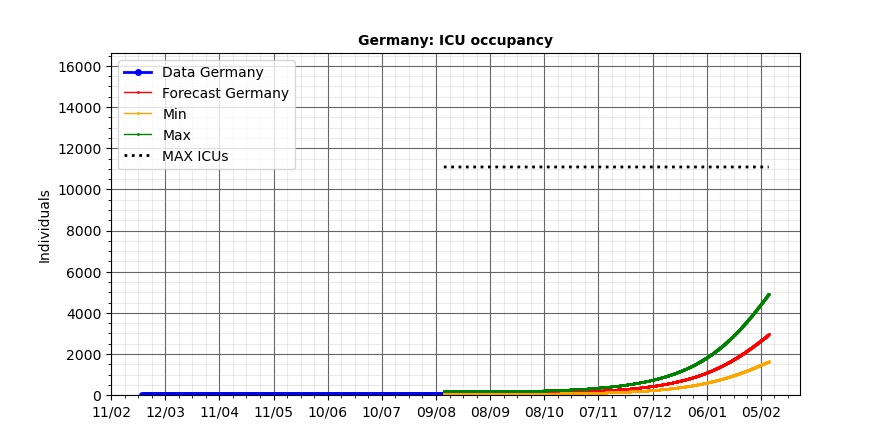 Germany: ICU occupancy
Individuals
16000
14000
12000
10000
8000
6000
4000
2000
0
Data Germany
Forecast Germany
Min
Max
MAX ICUs
11/02 12/03 11/04 11/05 10/06 10/07 09/08 08/09 08/10 07/11 07/12 06/01 05/02